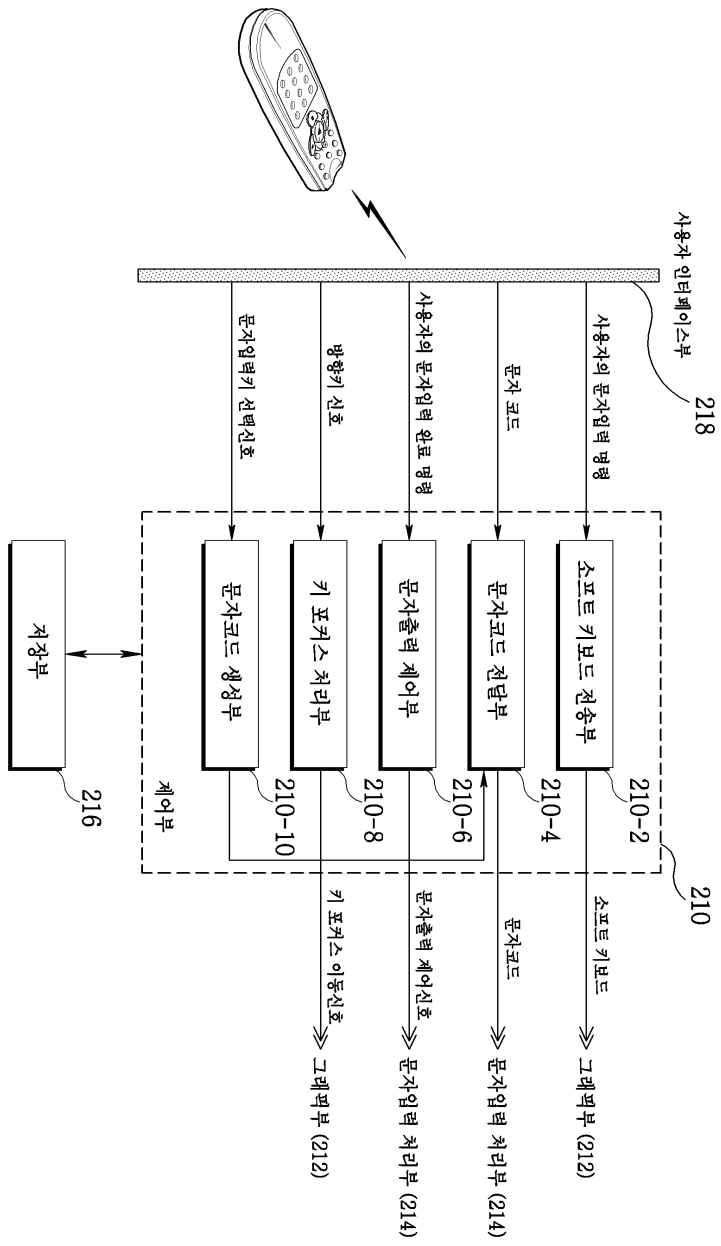 사용자 인터페이스부
218
사용자의 문자입력 명령
문자 코드
사용자의 문자입력 완료 명령
방향키 신호
문자입력키 선택신호
소프트 키보드 전송부
210-2
문자코드 전달부
210-4
문자출력 제어부
210-6
키 포커스 처리부
210-8
문자코드 생성부
210-10
제어부
210
저장부
216
소프트 키보드
문자코드
문자출력 제어신호
키 포커스 이동신호
그래픽부 (212)
문자입력 처리부 (214)
문자입력 처리부 (214)
그래픽부 (212)